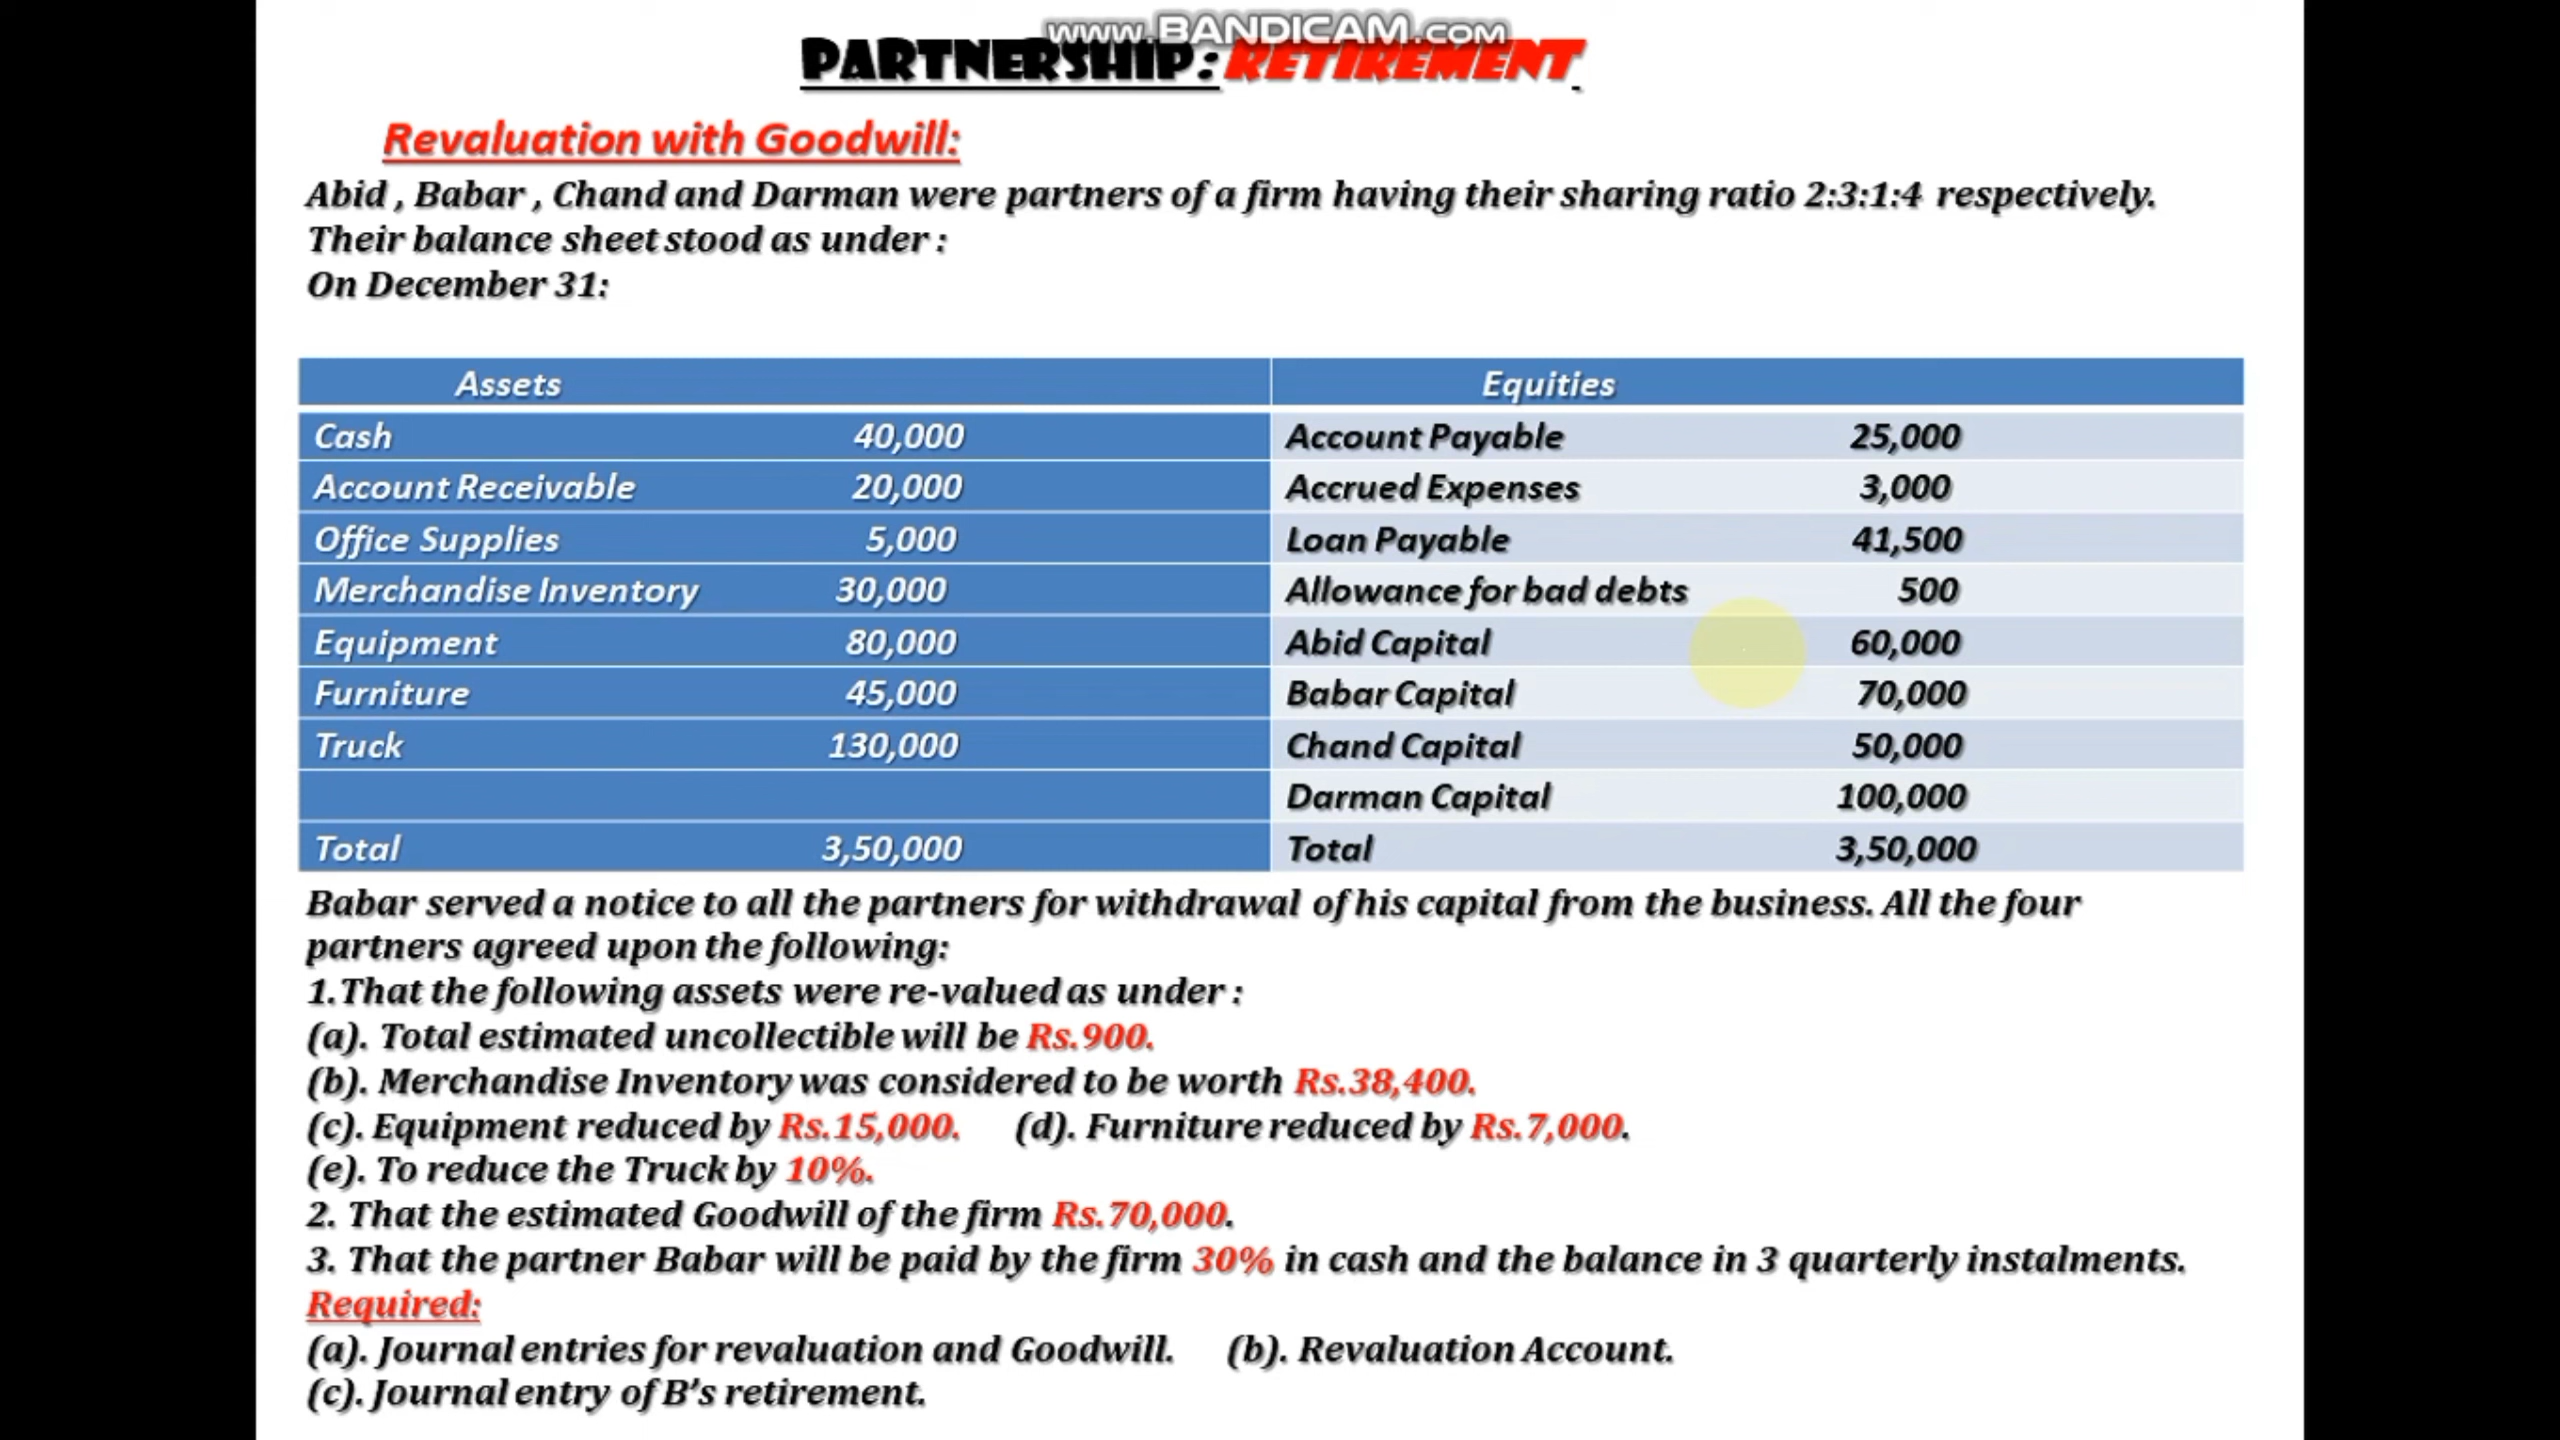 www.BANDICAM.com
PARTNERSHIP: RETIREMENT
Revaluation with Goodwill:
Abid , Babar , Chand and Darman were partners of a firm having their sharing ratio 2:3:1:4 respectively.
Their balance sheet stood as under :
On December 31:
Assets Equities
Cash 40,000 Account Payable 25,000
Account Receivable 20,000 Accrued Expenses 3,000
Office Supplies 5,000 Loan Payable 41,500
Merchandise Inventory 30,000 Allowance for bad debts 500
Equipment 80,000 Abid Capital 60,000
Furniture 45,000 Babar Capital 70,000
Truck 130,000 Chand Capital 50,000
Darman Capital 100,000
Total 3,50,000 Total 3,50,000
Babar served a notice to all the partners for withdrawal of his capital from the business. All the four
partners agreed upon the following:
1.That the following assets were re-valued as under :
(a). Total estimated uncollectible will be Rs.900.
(b). Merchandise Inventory was considered to be worth Rs.38,400.
(c). Equipment reduced by Rs.15,000. (d). Furniture reduced by Rs.7,000.
(e). To reduce the Truck by 10%.
2. That the estimated Goodwill of the firm Rs.70,000.
3. That the partner Babar will be paid by the firm 30% in cash and the balance in 3 quarterly instalments.
Required:
(a). Journal entries for revaluation and Goodwill. (b). Revaluation Account.
(c). Journal entry of B's retirement.